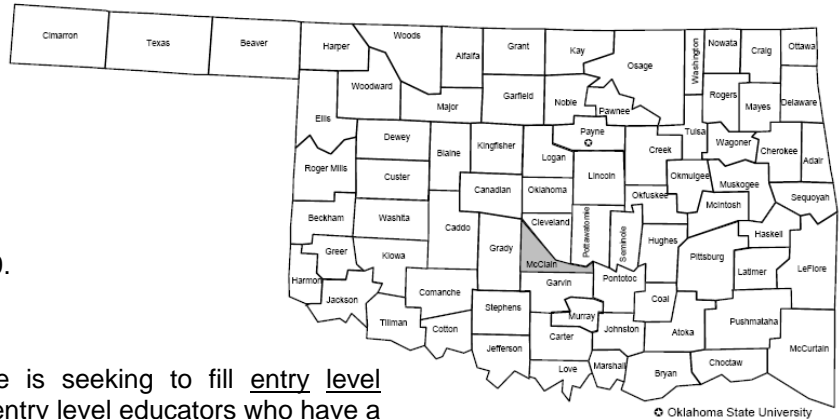 Cimarron Texas Beaver Harper Woods Alfalfa Grant Kay Osage Washington Nowata Craig Ottawa
Woodward Major Garfield Noble Pawnee Rogers Mayes Delaware
Ellis Dewey Blaine Kingfisher Logan Payne Creek Tulsa Wagoner Cherokee Adair
Roger Mills Custer Canadian Oklahoma Lincoln Okfuskee Okmulgee Muskogee McIntosh Sequoyah
Beckham Washita Caddo Grady Cleveland Pottawatomie Seminole Hughes Pittsburg Haskell
Harmon Greer Kiowa McClain Garvin Pontotoc Coal Latimer LeFlore
Jackson Comanche Stephens Murray Johnston Atoka Pushmataha McCurtain
Tillman Cotton Jefferson Carter Love Marshall Bryan Choctaw
).
e is seeking to fill entry level
entry level educators who have a
Oklahoma State University